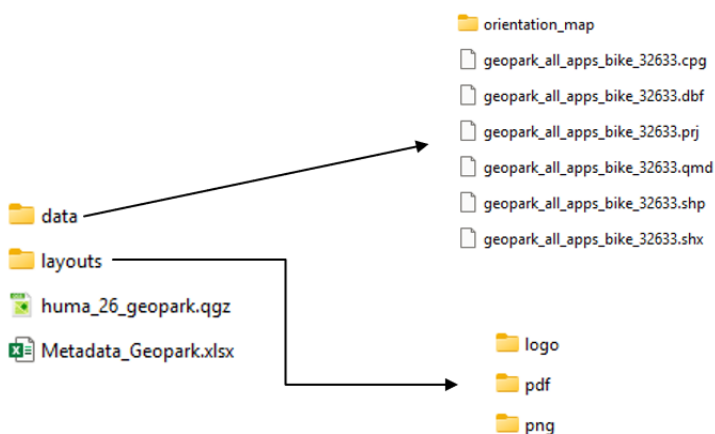 data
layouts
huma_26_geopark.qgz
Metadata_Geopark.xlsx
orientation_map
geopark_all_apps_bike_32633.cpg
geopark_all_apps_bike_32633.dbf
geopark_all_apps_bike_32633.prj
geopark_all_apps_bike_32633.qmd
geopark_all_apps_bike_32633.shp
geopark_all_apps_bike_32633.shx
logo
pdf
png